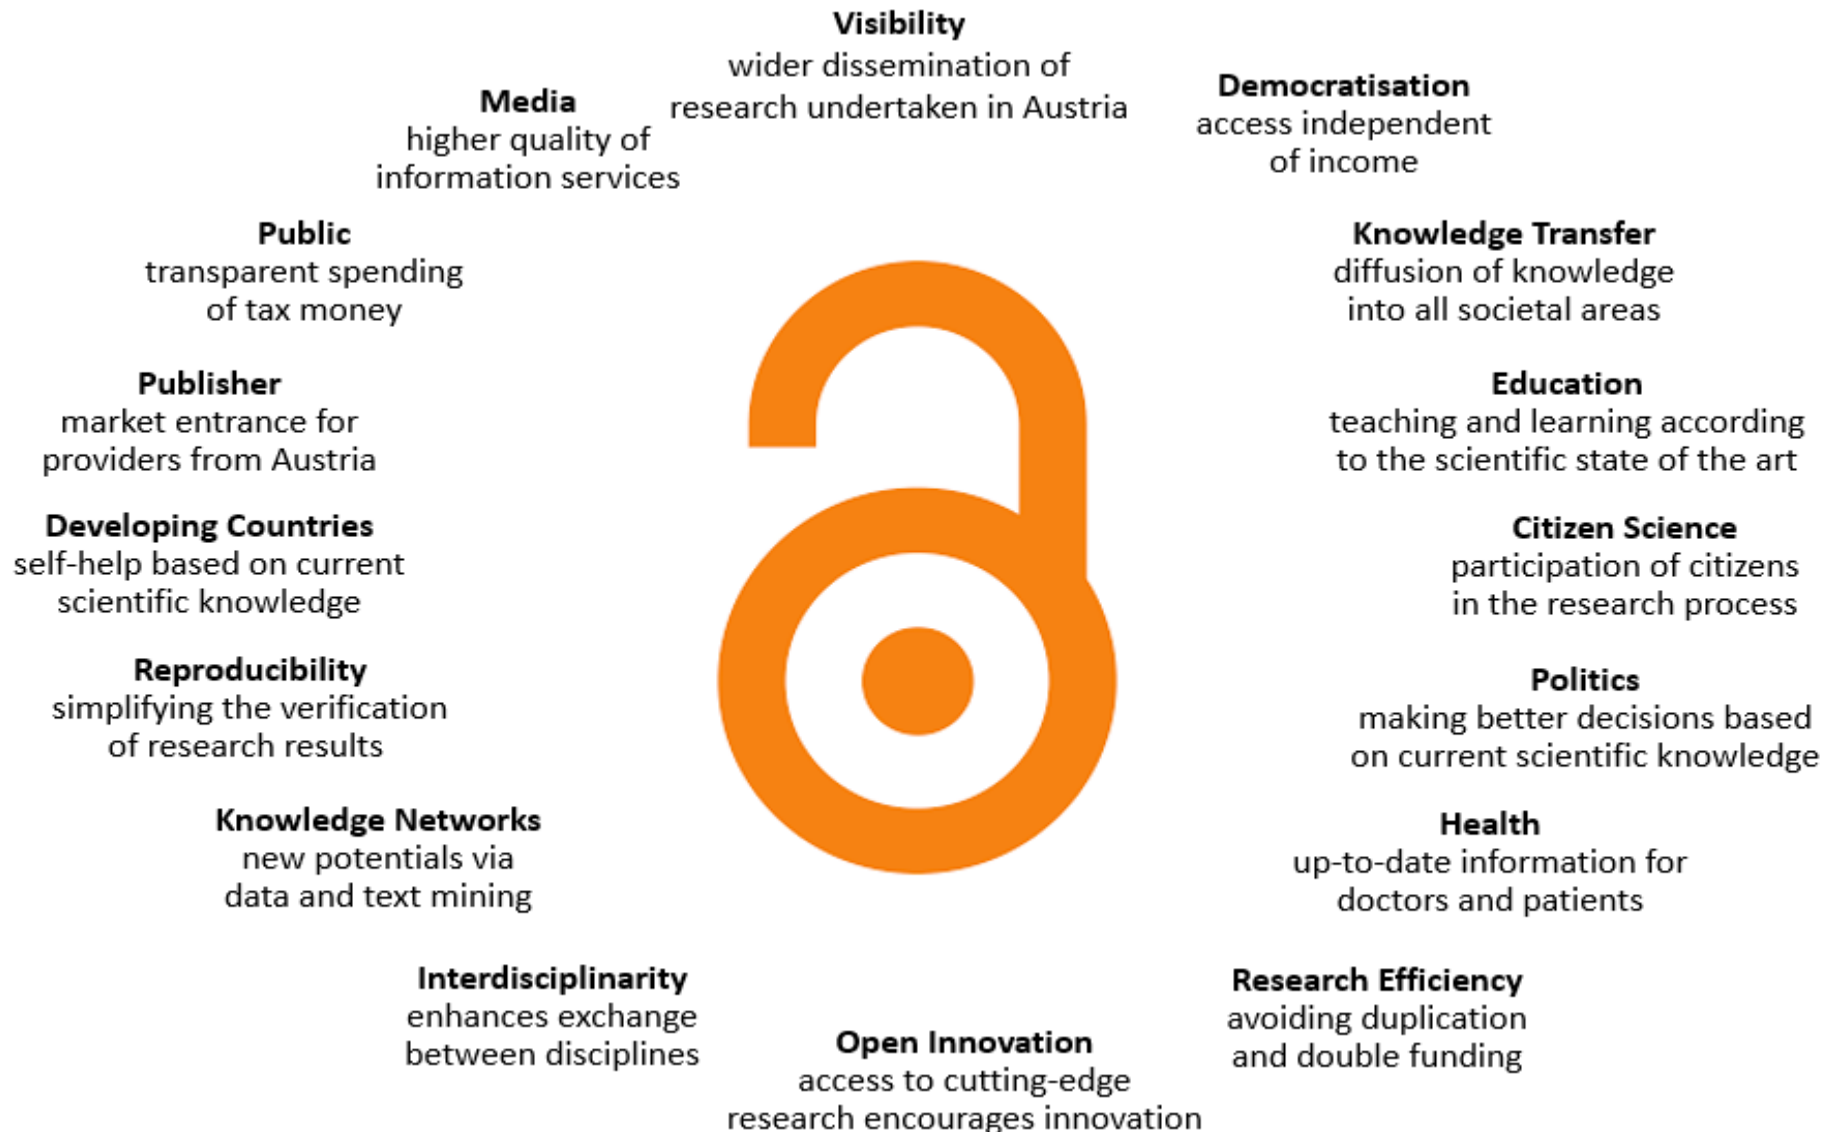 Visibility
wider dissemination of
research undertaken in Austria
Democratisation
access independent
of income
Knowledge Transfer
diffusion of knowledge
into all societal areas
Education
teaching and learning according
to the scientific state of the art
Citizen Science
participation of citizens
in the research process
Politics
making better decisions based
on current scientific knowledge
Health
up-to-date information for
doctors and patients
Research Efficiency
avoiding duplication
and double funding
Open Innovation
access to cutting-edge
research encourages innovation
Interdisciplinarity
enhances exchange
between disciplines
Knowledge Networks
new potentials via
data and text mining
Reproducibility
simplifying the verification
of research results
Developing Countries
self-help based on current
scientific knowledge
Publisher
market entrance for
providers from Austria
Public
transparent spending
of tax money
Media
higher quality of
information services